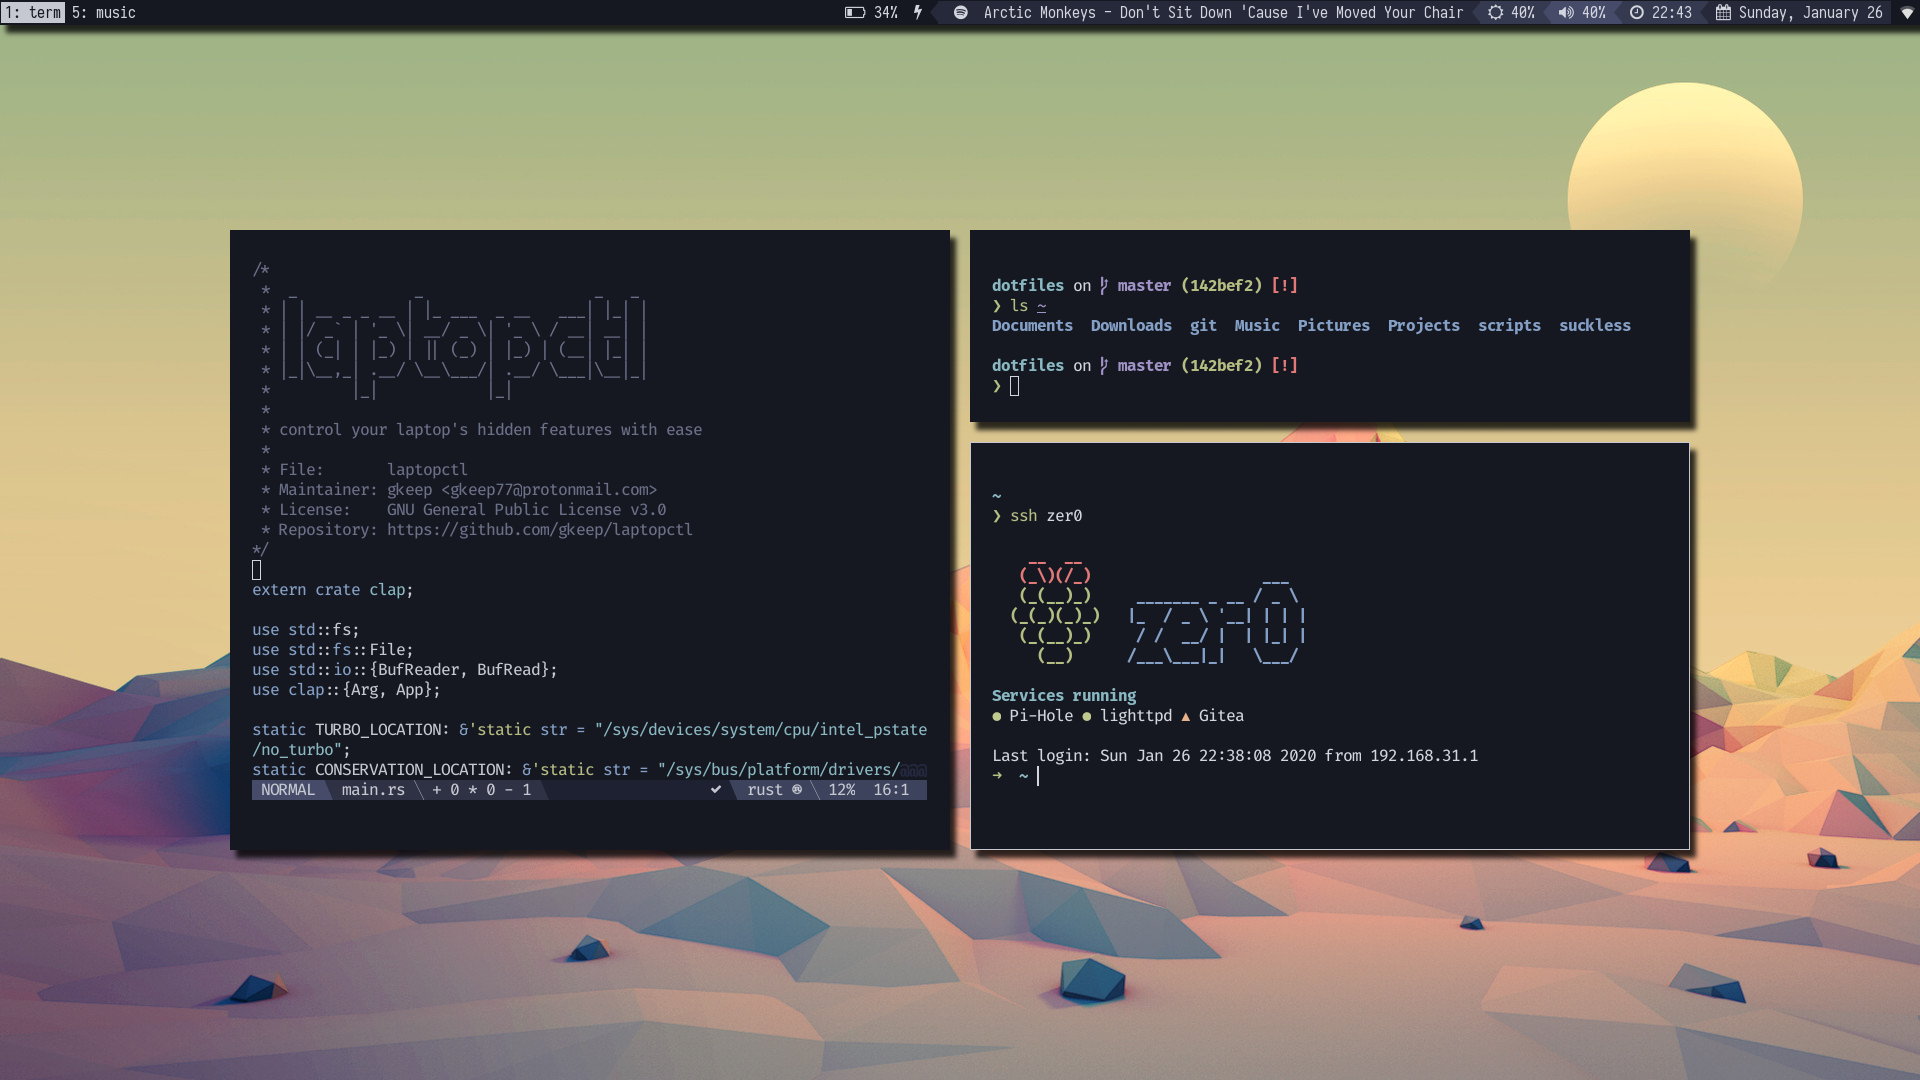 1: term 5: music
34% Arctic Monkeys - Don't Sit Down 'Cause I've Moved Your Chair 40% 40% 22:43 Sunday, January 26
/*
laptopctl
* control your laptop's hidden features with ease
*
* File: laptopctl
* Maintainer: gkeep <gkeep77@protonmail.com>
* License: GNU General Public License v3.0
* Repository: https://github.com/gkeep/laptopctl
*/
extern crate clap;
use std::fs;
use std::fs::File;
use std::io::{BufReader, BufRead};
use clap::{Arg, App};
static TURBO_LOCATION: &'static str = "/sys/devices/system/cpu/intel_pstate
/no_turbo";
static CONSERVATION_LOCATION: &'static str = "/sys/bus/platform/drivers/@@@
NORMAL main.rs + 0 * 0 - 1 ✔ rust 12% 16:1
dotfiles on master (142bef2) [!]
❯ ls ~
Documents Downloads git Music Pictures Projects scripts suckless
dotfiles on master (142bef2) [!]
❯
~
❯ ssh zer0
zer0
Services running
● Pi-Hole ● lighttpd ▲ Gitea
Last login: Sun Jan 26 22:38:08 2020 from 192.168.31.1
➜ ~